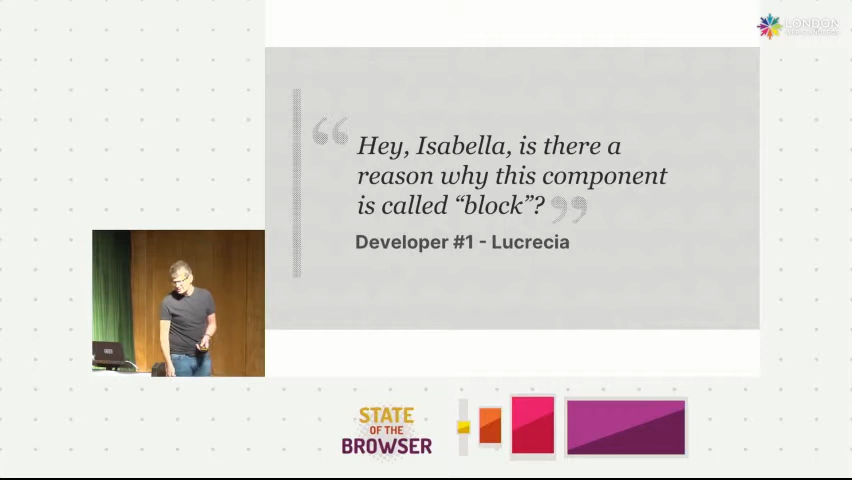 LONDON
“ Hey, Isabella, is there a
reason why this component
is called “block”? ”
Developer #1 - Lucrecia
STATE
OF THE
BROWSER